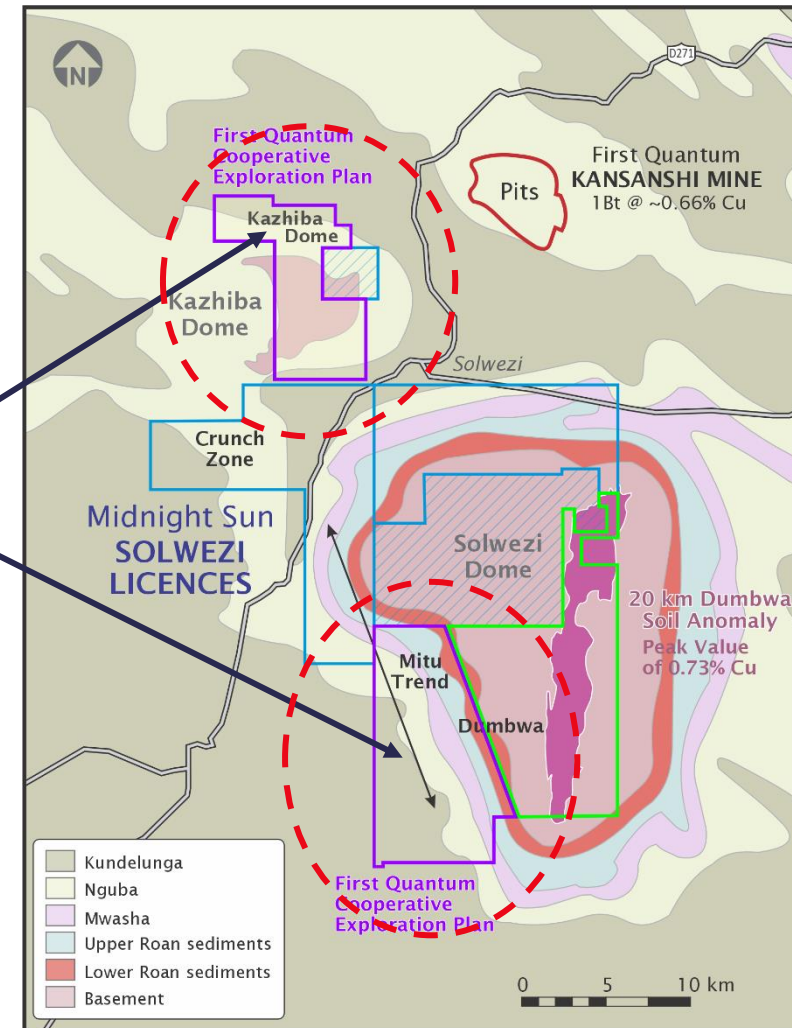 N
D271
First Quantum
Cooperative
Exploration Plan
Kazhiba
Dome
Kazhiba
Dome
Pits
First Quantum
KANSANSHI MINE
1Bt @ ~0.66% Cu
Solwezi
Crunch
Zone
Midnight Sun
SOLWEZI
LICENCES
Solwezi
Dome
20 km Dumbwa
Soil Anomaly
Peak Value
of 0.73% Cu
Mitu
Trend
Dumbwa
First Quantum
Cooperative
Exploration Plan
Kundelunga
Nguba
Mwasha
Upper Roan sediments
Lower Roan sediments
Basement
0 5 10 km